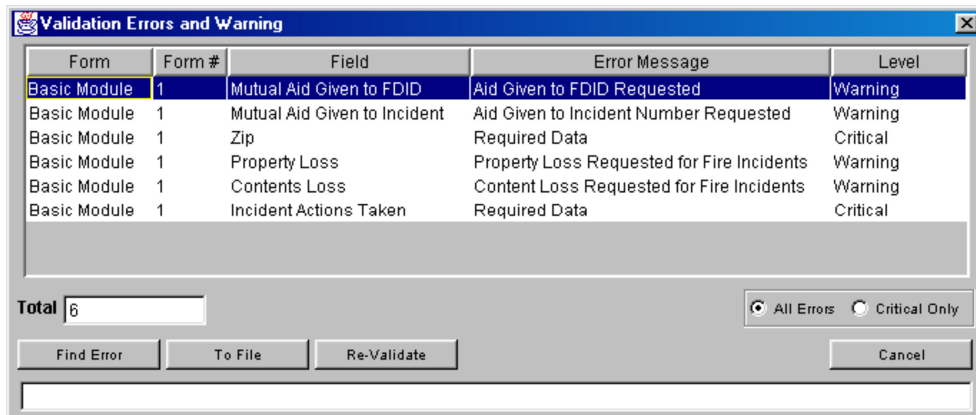 Validation Errors and Warning
Form Form # Field Error Message Level
Basic Module 1 Mutual Aid Given to FDID Aid Given to FDID Requested Warning
Basic Module 1 Mutual Aid Given to Incident Aid Given to Incident Number Requested Warning
Basic Module 1 Zip Required Data Critical
Basic Module 1 Property Loss Property Loss Requested for Fire Incidents Warning
Basic Module 1 Contents Loss Content Loss Requested for Fire Incidents Warning
Basic Module 1 Incident Actions Taken Required Data Critical
Total 6 All Errors Critical Only
Find Error To File Re-Validate Cancel